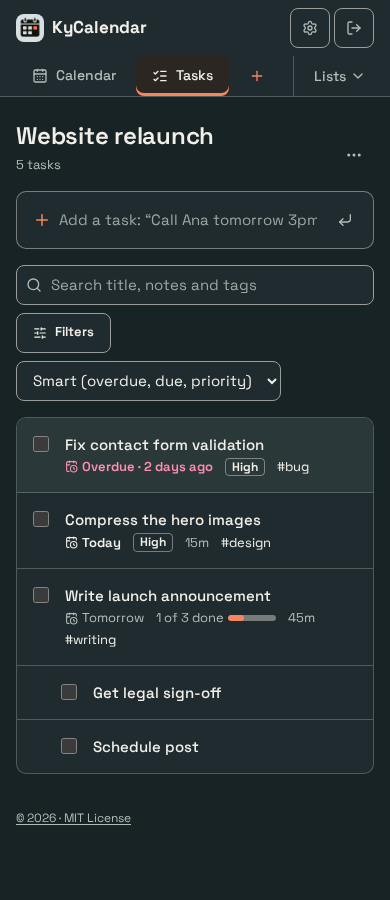 KyCalendar
Calendar
Tasks
Lists
Website relaunch
5 tasks
Add a task: “Call Ana tomorrow 3pm
Search title, notes and tags
Filters
Smart (overdue, due, priority)
Fix contact form validation
Overdue · 2 days ago High #bug
Compress the hero images
Today High 15m #design
Write launch announcement
Tomorrow 1 of 3 done 45m
#writing
Get legal sign-off
Schedule post
© 2026 · MIT License